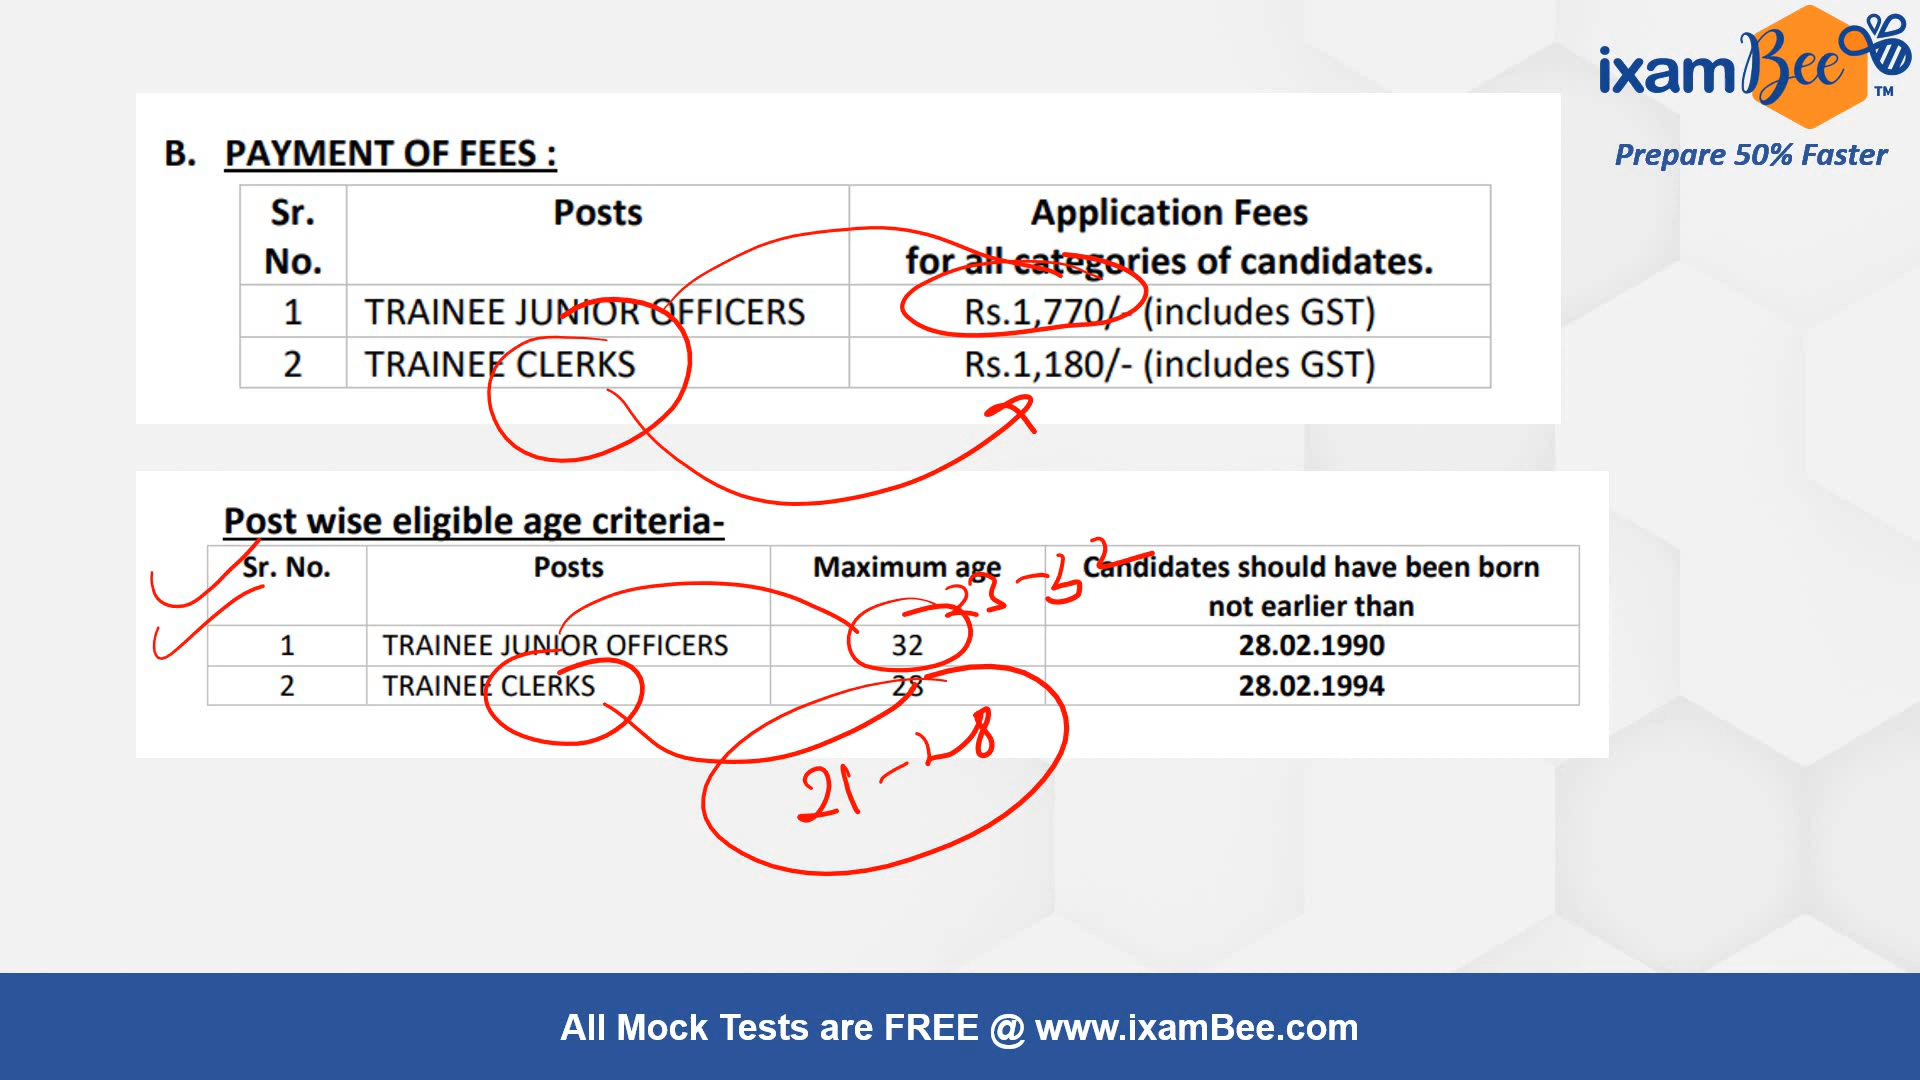 ixamBee™
Prepare 50% Faster
B. PAYMENT OF FEES :
Sr. No. Posts Application Fees for all categories of candidates.
1 TRAINEE JUNIOR OFFICERS Rs.1,770/- (includes GST)
2 TRAINEE CLERKS Rs.1,180/- (includes GST)
Post wise eligible age criteria-
Sr. No. Posts Maximum age Candidates should have been born not earlier than
23-32
1 TRAINEE JUNIOR OFFICERS 32 28.02.1990
2 TRAINEE CLERKS 28 28.02.1994
21-28
All Mock Tests are FREE @ www.ixamBee.com